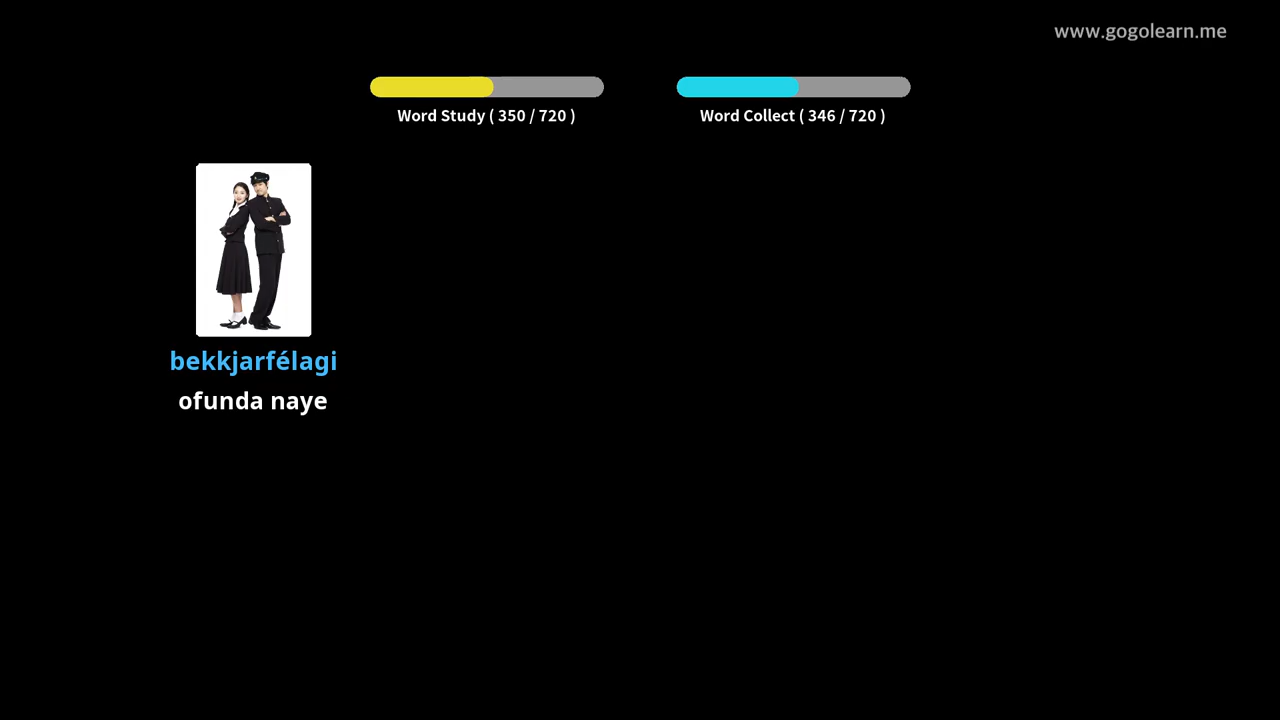 www.gogolearn.me
Word Study ( 350 / 720 )
Word Collect ( 346 / 720 )
bekkjarfélagi
ofunda naye